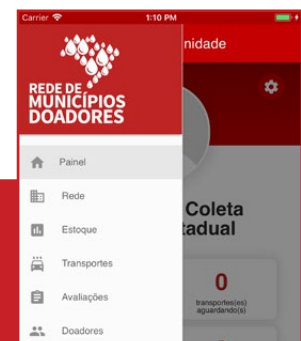 Carrier 1:10 PM
nidade
REDE DE
MUNICÍPIOS
DOADORES
Painel
Rede
Coleta
Estoque
tadual
Transportes
0
transportes(es)
aguardando(s)
Avaliações
Doadores